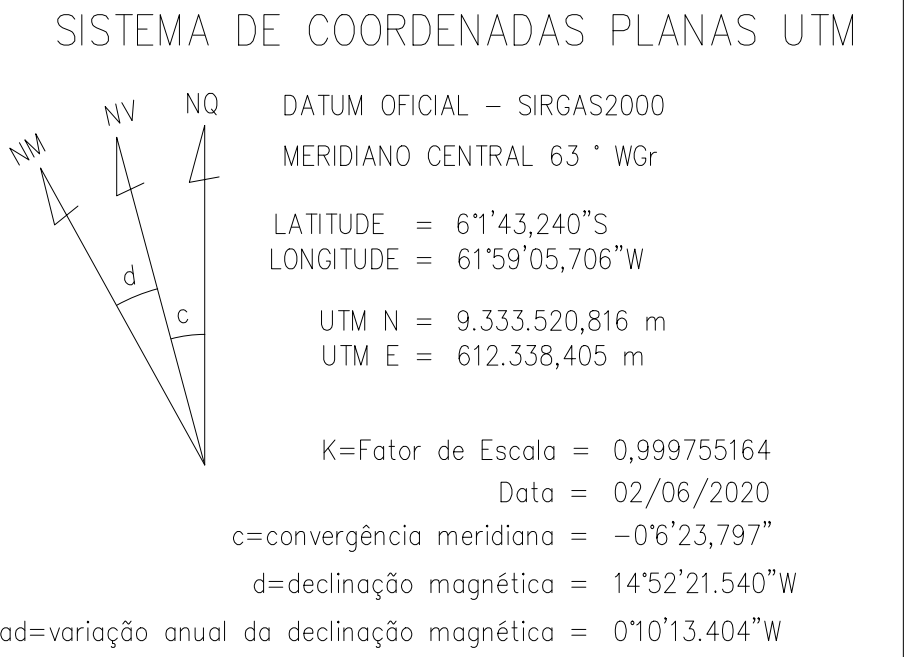 SISTEMA DE COORDENADAS PLANAS UTM
NM
NV
NQ
DATUM OFICIAL – SIRGAS2000
MERIDIANO CENTRAL 63 ° WGr
LATITUDE = 6°1'43,240"S
LONGITUDE = 61°59'05,706"W
d
c
UTM N = 9.333.520,816 m
UTM E = 612.338,405 m
K=Fator de Escala = 0,999755164
Data = 02/06/2020
c=convergência meridiana = −0°6'23,797"
d=declinação magnética = 14°52'21.540"W
ad=variação anual da declinação magnética = 0°10'13.404"W